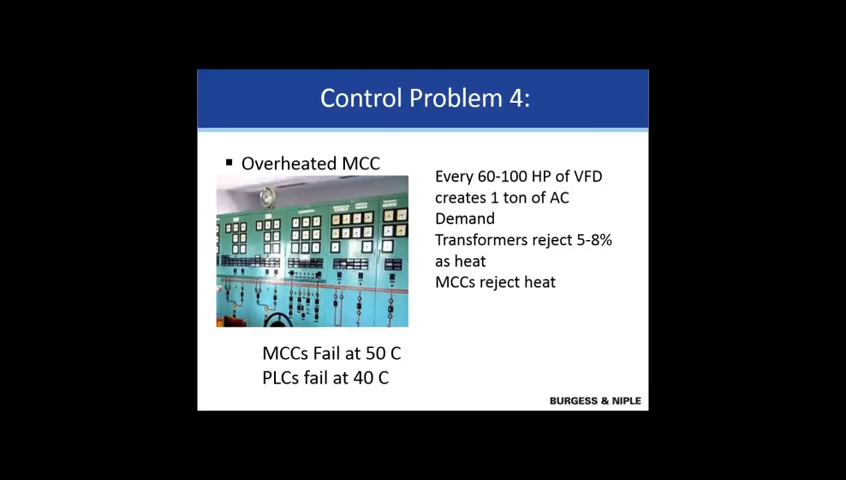 Control Problem 4:
▪ Overheated MCC
Every 60-100 HP of VFD
creates 1 ton of AC
Demand
Transformers reject 5-8%
as heat
MCCs reject heat
MCCs Fail at 50 C
PLCs fail at 40 C
BURGESS & NIPLE